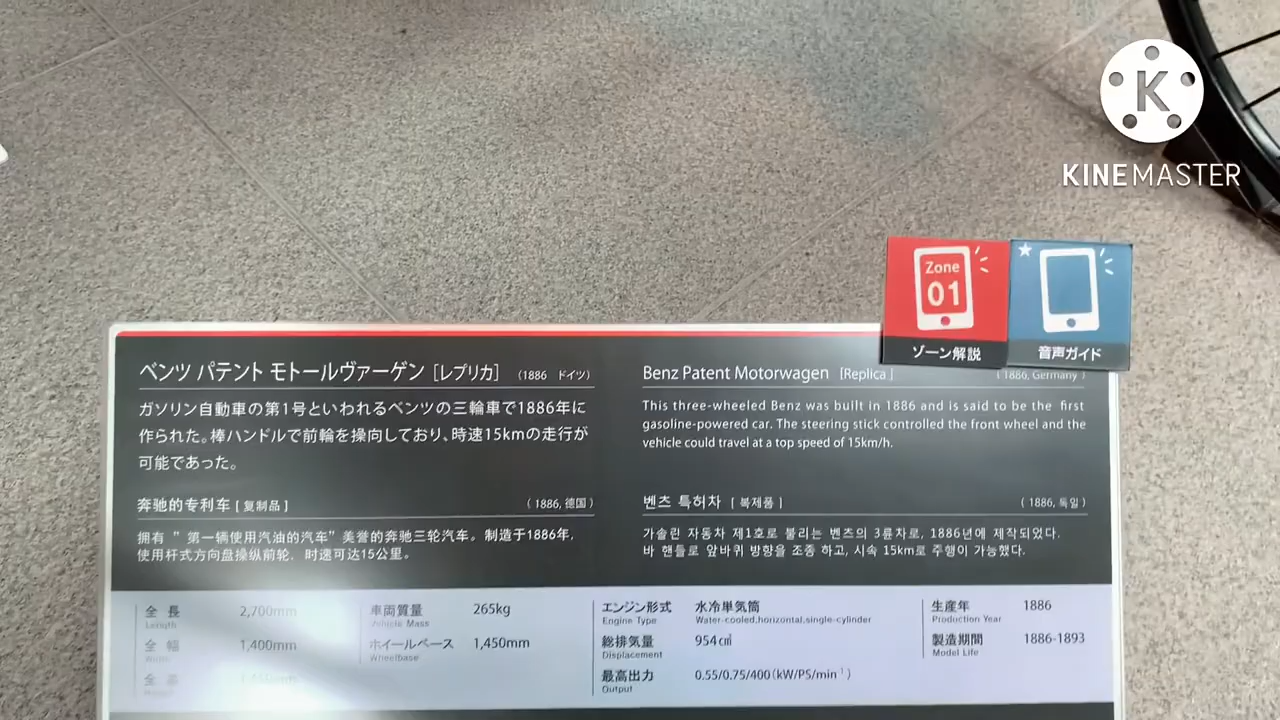 KINEMASTER
Zone
01
ゾーン解説
音声ガイド
ベンツ パテント モトールヴァーゲン [レプリカ] (1886 ドイツ)
ガソリン自動車の第1号といわれるベンツの三輪車で1886年に
作られた。棒ハンドルで前輪を操向しており、時速15kmの走行が
可能であった。
Benz Patent Motorwagen [Replica] (1886, Germany)
This three-wheeled Benz was built in 1886 and is said to be the first
gasoline-powered car. The steering stick controlled the front wheel and the
vehicle could travel at a top speed of 15km/h.
奔驰的专利车 [复制品] (1886, 德国)
拥有 " 第一辆使用汽油的汽车" 美誉的奔驰三轮汽车。制造于1886年,
使用杆式方向盘操纵前轮. 时速可达15公里。
벤츠 특허차 [복제품] (1886, 독일)
가솔린 자동차 제1호로 불리는 벤츠의 3륜차로, 1886년에 제작되었다.
바 핸들로 앞바퀴 방향을 조종 하고, 시속 15km로 주행이 가능했다.
全長 2,700mm
Length
全幅 1,400mm
Width
全高
Height
車両質量 265kg
Vehicle Mass
ホイールベース 1,450mm
Wheelbase
エンジン形式 水冷単気筒
Engine Type Water-cooled,horizontal,single-cylinder
総排気量 954㎤
Displacement
最高出力 0.55/0.75/400(kW/PS/min⁻¹)
Output
生産年 1886
Production Year
製造期間 1886-1893
Model Life